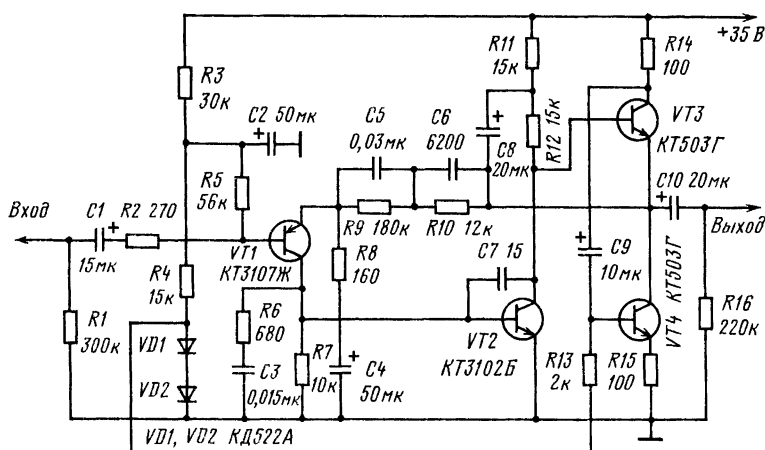 +35 В
R11
15к
R14
100
R3
30к
C2 50мк
C5
0,03мк
C6
6200
C8
20мк
R12 15к
VT3
КТ503Г
R5
56к
C10 20мк
Вход
C1
15мк
R2 270
VT1
КТ3107Ж
R9 180к
R10 12к
R8
160
C7 15
C9
10мк
Выход
R4
15к
R6
680
VT2
КТ3102Б
VT4 КТ503Г
R16
220к
R1
300к
VD1
VD2
C3
0,015мк
R7
10к
C4
50мк
R13
2к
R15
100
VD1, VD2 КД522А